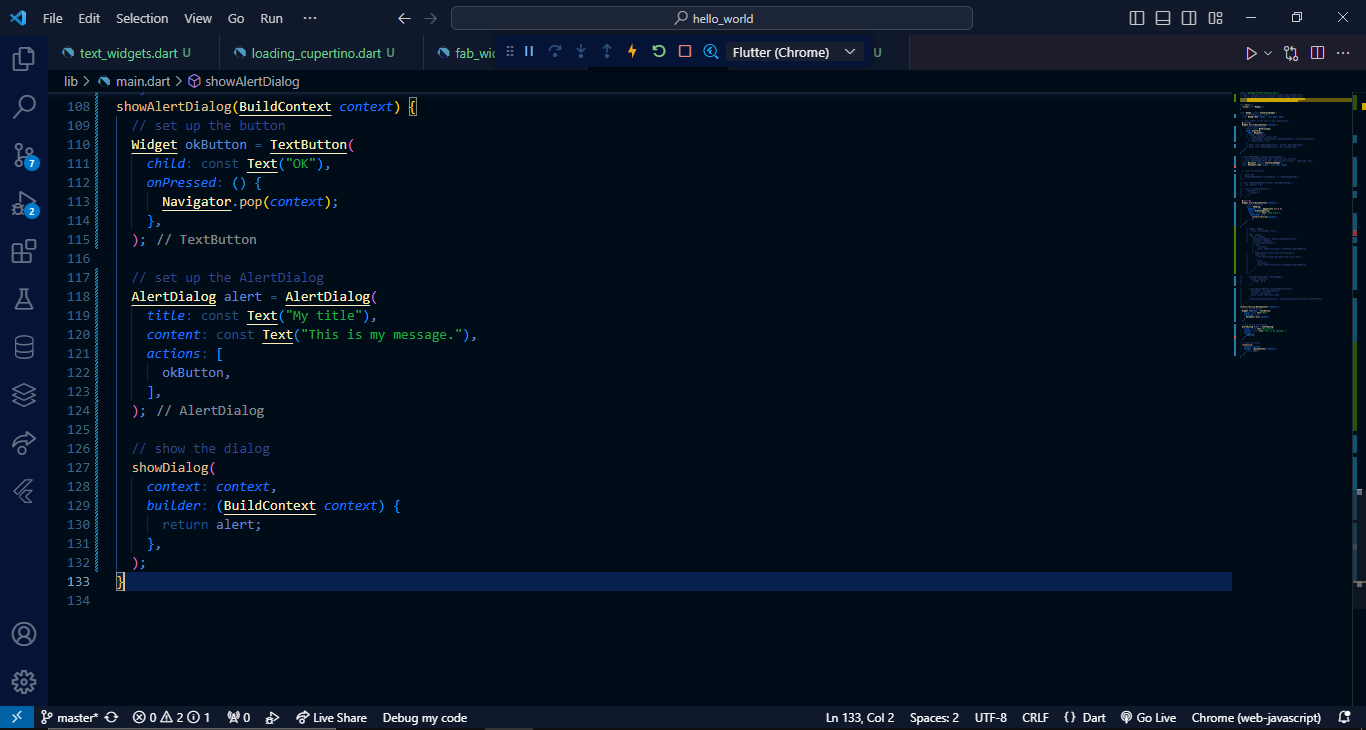 File Edit Selection View Go Run ··· hello_world
text_widgets.dart U loading_cupertino.dart U Flutter (Chrome) U
lib > main.dart > showAlertDialog
108 showAlertDialog(BuildContext context) {
109 // set up the button
110 Widget okButton = TextButton(
111 child: const Text("OK"),
112 onPressed: () {
113 Navigator.pop(context);
114 },
115 ); // TextButton
116
117 // set up the AlertDialog
118 AlertDialog alert = AlertDialog(
119 title: const Text("My title"),
120 content: const Text("This is my message."),
121 actions: [
122 okButton,
123 ],
124 ); // AlertDialog
125
126 // show the dialog
127 showDialog(
128 context: context,
129 builder: (BuildContext context) {
130 return alert;
131 },
132 );
133 }
134
7
2
master* 0 2 1 0 Live Share Debug my code Ln 133, Col 2 Spaces: 2 UTF-8 CRLF {} Dart Go Live Chrome (web-javascript)